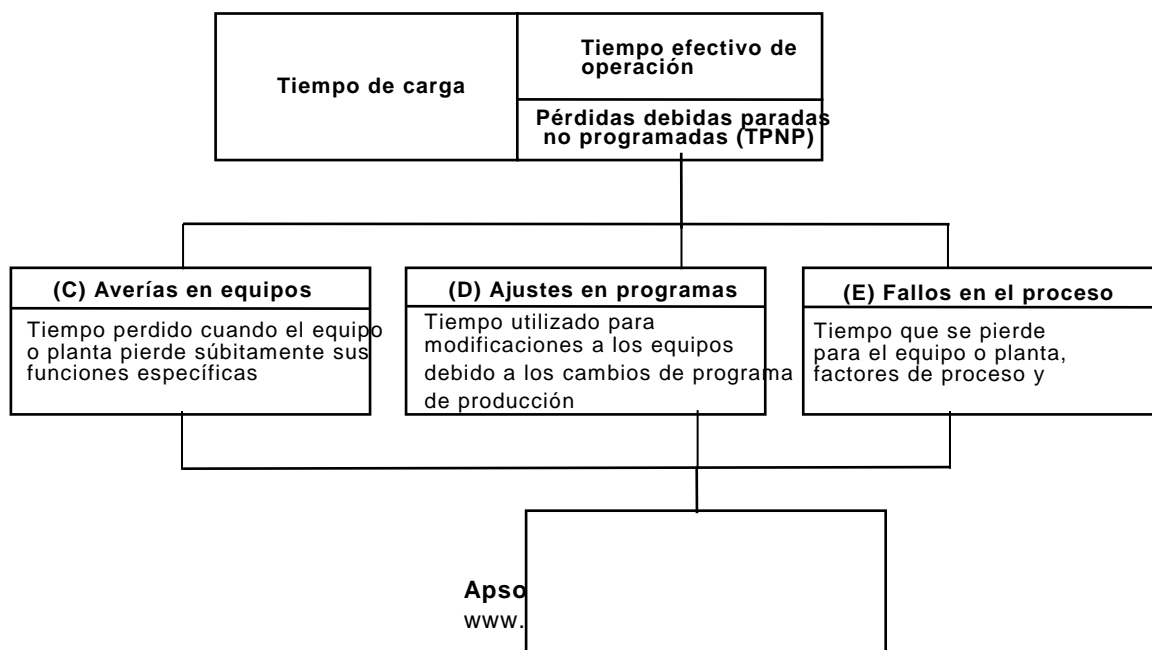 Tiempo de carga
Tiempo efectivo de
operación
Pérdidas debidas paradas
no programadas (TPNP)
(C) Averías en equipos
Tiempo perdido cuando el equipo
o planta pierde súbitamente sus
funciones específicas
(D) Ajustes en programas
Tiempo utilizado para
modificaciones a los equipos
debido a los cambios de programa
de producción
(E) Fallos en el proceso
Tiempo que se pierde
para el equipo o planta,
factores de proceso y
Apso
www.